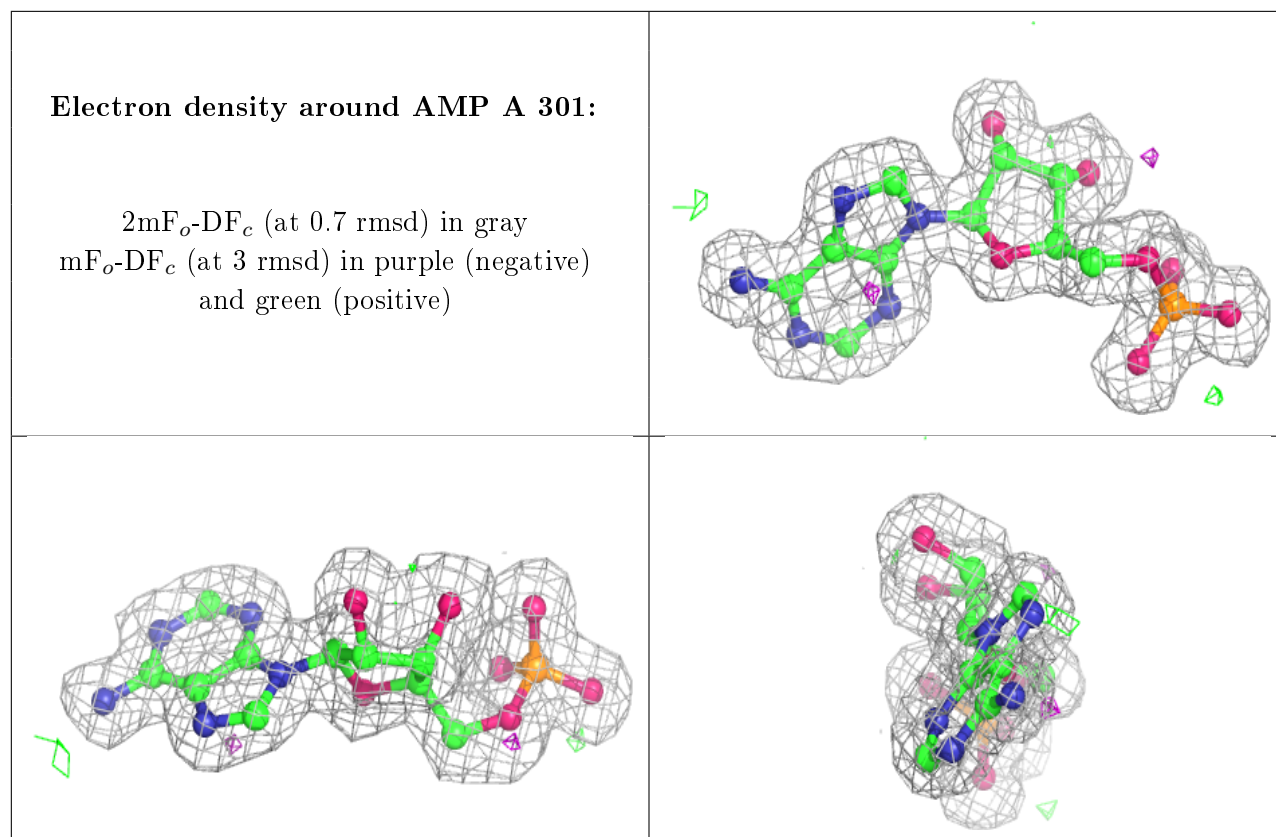 Electron density around AMP A 301:
2mFo-DFc (at 0.7 rmsd) in gray
mFo-DFc (at 3 rmsd) in purple (negative)
and green (positive)